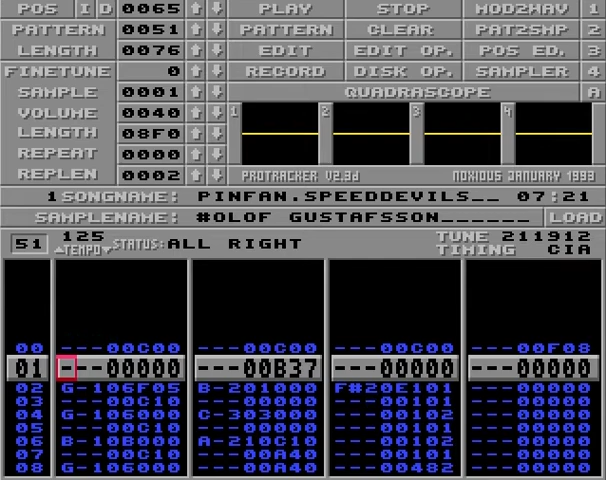 POS I D 0065 PLAY STOP MOD2WAV 1
PATTERN 0051 PATTERN CLEAR PAT2SMP 2
LENGTH 0076 EDIT EDIT OP. POS ED. 3
FINETUNE 0 RECORD DISK OP. SAMPLER 4
SAMPLE 0001 QUADRASCOPE A
VOLUME 0040 1 2 3 4
LENGTH 08F0
REPEAT 0000
REPLEN 0002 PROTRACKER V2.3d NOXIOUS JANUARY 1993
1 SONGNAME: PINFAN.SPEEDDEVILS__ 07:21
SAMPLENAME: #OLOF GUSTAFSSON______ LOAD
51 125 TEMPO STATUS: ALL RIGHT TUNE 211912
TIMING CIA
00 ---00C00 ---00C00 ---00C00 ---00F08
01 ---00000 ---00B37 ---00000 ---00000
02 G-106F05 B-201000 F#20E101 ---00000
03 ---00C10 ---00000 ---00101 ---00000
04 G-106000 C-303000 ---00102 ---00000
05 ---00C10 ---00000 ---00101 ---00000
06 B-10B000 A-210C10 ---00102 ---00000
07 ---00C10 ---00A40 ---00101 ---00000
08 G-106000 ---00A40 ---00482 ---00000